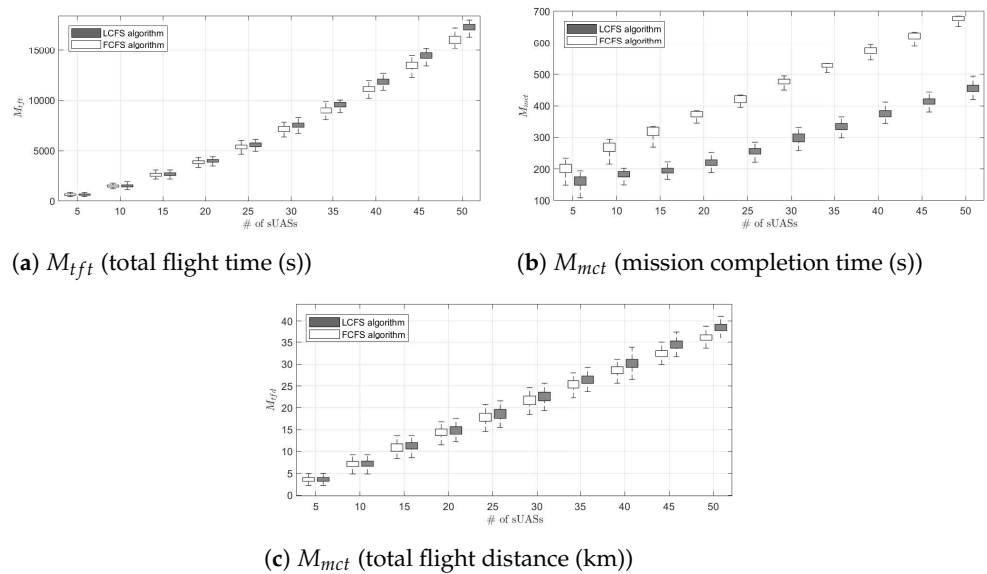 LCFS algorithm
FCFS algorithm
15000
10000
5000
0
M_tft
5 10 15 20 25 30 35 40 45 50
# of sUASs
(a) M_tft (total flight time (s))
700
600
500
400
300
200
100
M_mct
LCFS algorithm
FCFS algorithm
5 10 15 20 25 30 35 40 45 50
# of sUASs
(b) M_mct (mission completion time (s))
LCFS algorithm
FCFS algorithm
40
35
30
25
20
15
10
5
0
M_tfd
5 10 15 20 25 30 35 40 45 50
# of sUASs
(c) M_mct (total flight distance (km))